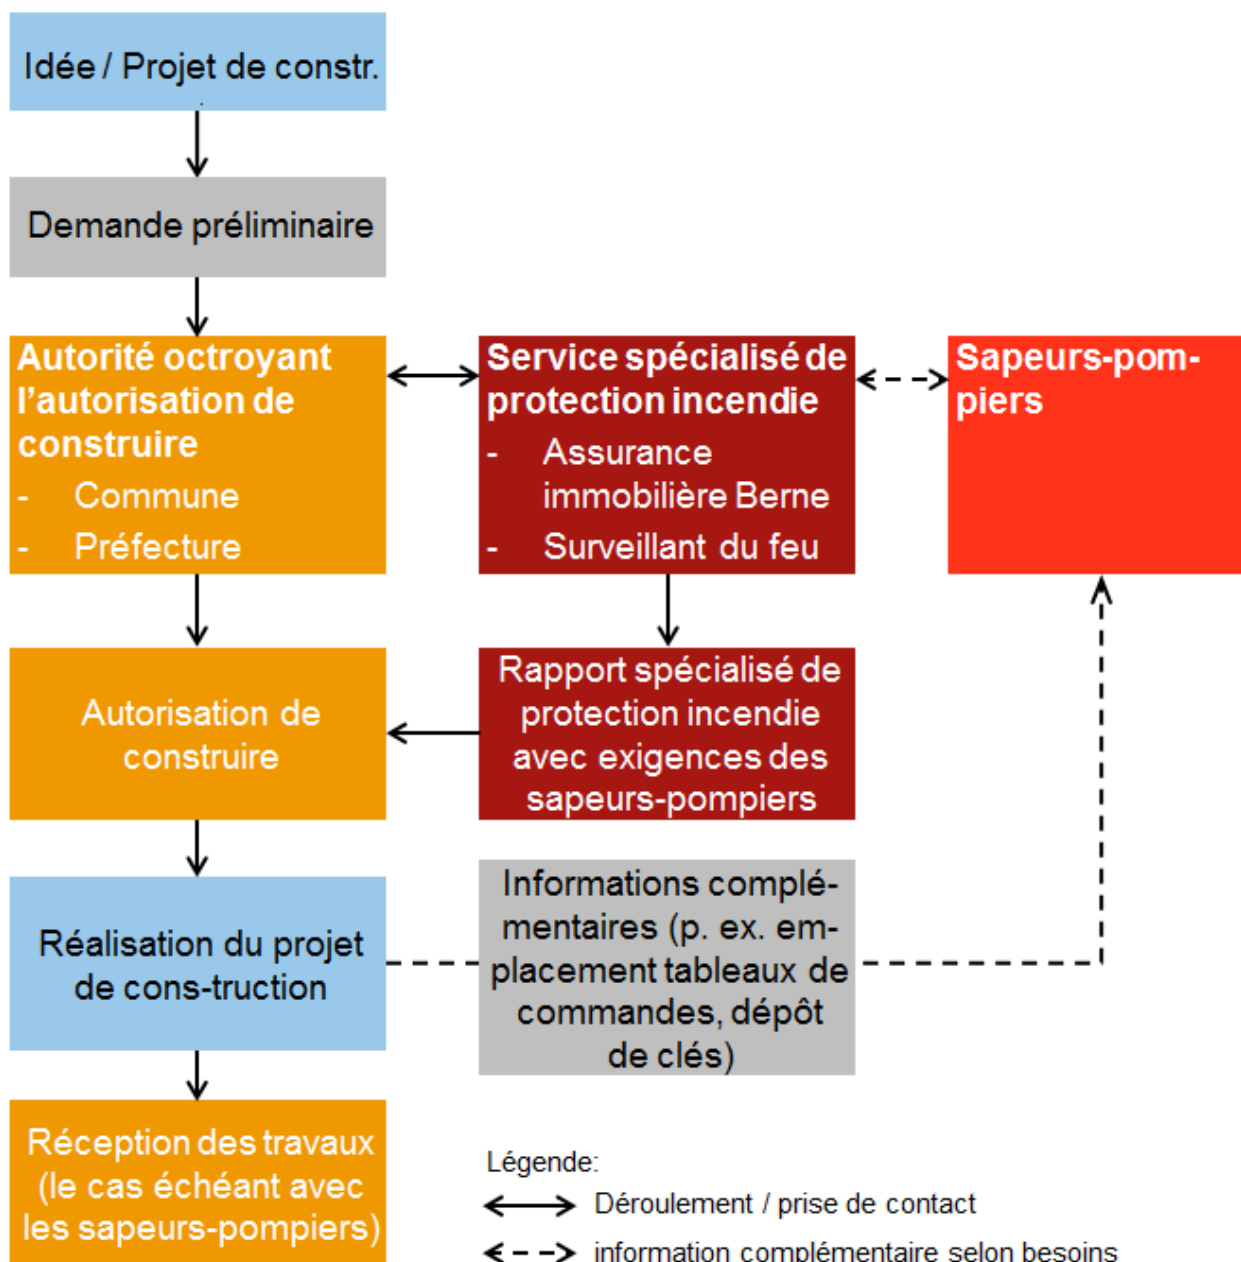 Idée / Projet de constr.
Demande préliminaire
Autorité octroyant
l'autorisation de
construire
- Commune
- Préfecture
Service spécialisé de
protection incendie
- Assurance
immobilière Berne
- Surveillant du feu
Sapeurs-pom-
piers
Autorisation de
construire
Rapport spécialisé de
protection incendie
avec exigences des
sapeurs-pompiers
Réalisation du projet
de cons-truction
Informations complé-
mentaires (p. ex. em-
placement tableaux de
commandes, dépôt
de clés)
Réception des travaux
(le cas échéant avec
les sapeurs-pompiers)
Légende:
Déroulement / prise de contact
information complémentaire selon besoins